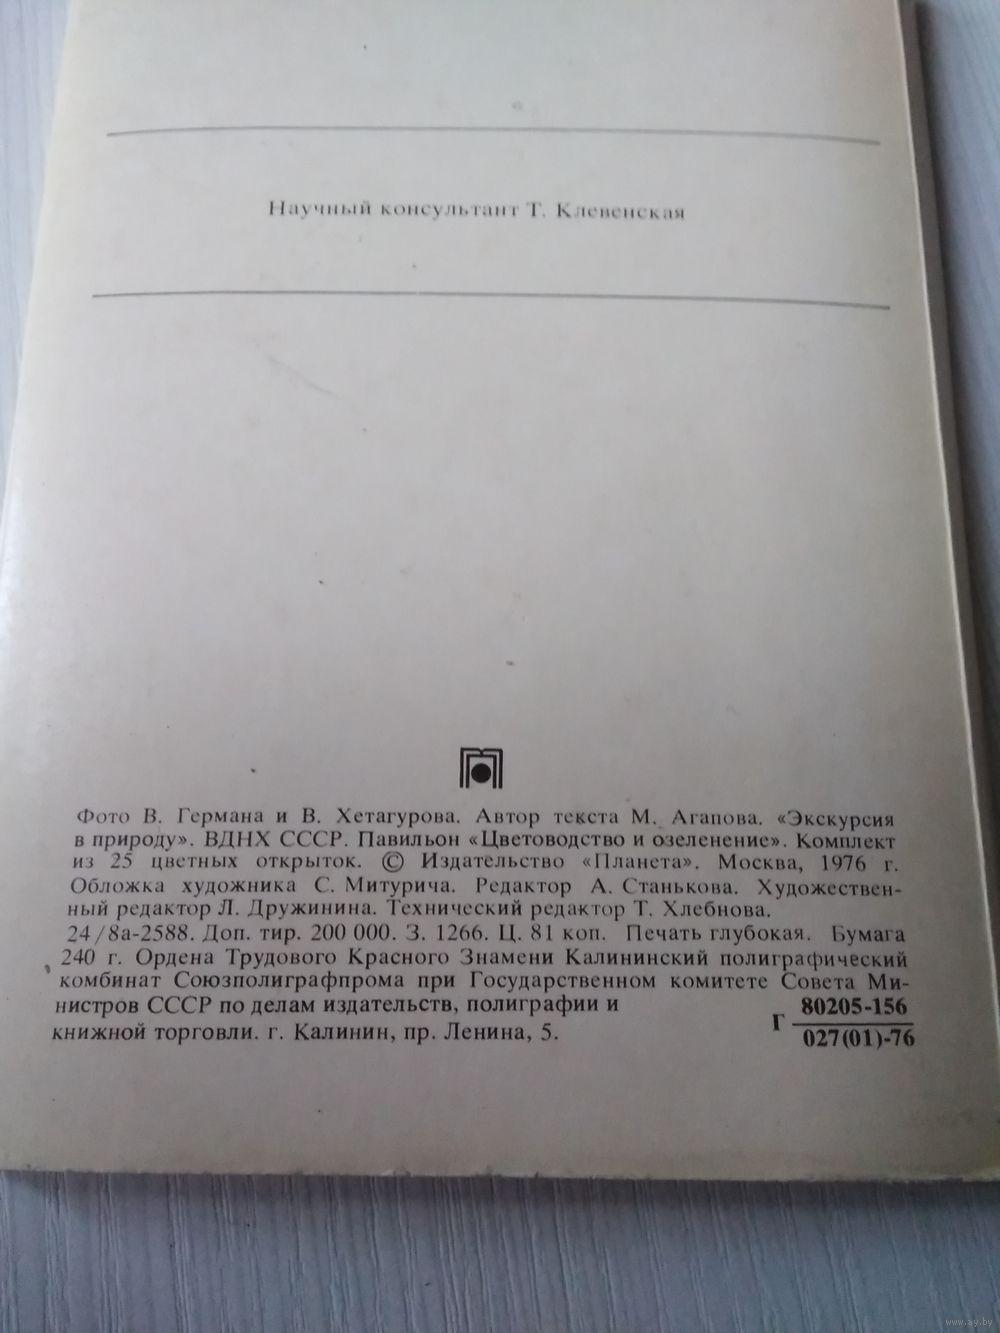 Научный консультант Т. Клевенская
Фото В. Германа и В. Хетагурова. Автор текста М. Агапова. «Экскурсия
в природу». ВДНХ СССР. Павильон «Цветоводство и озеленение». Комплект
из 25 цветных открыток. © Издательство «Планета». Москва, 1976 г.
Обложка художника С. Митурича. Редактор А. Станькова. Художествен-
ный редактор Л. Дружинина. Технический редактор Т. Хлебнова.
24/8а-2588. Доп. тир. 200 000. З. 1266. Ц. 81 коп. Печать глубокая. Бумага
240 г. Ордена Трудового Красного Знамени Калининский полиграфический
комбинат Союзполиграфпрома при Государственном комитете Совета Ми-
нистров СССР по делам издательств, полиграфии и
книжной торговли. г. Калинин, пр. Ленина, 5.
Г 80205-156
027(01)-76
www.ay.by